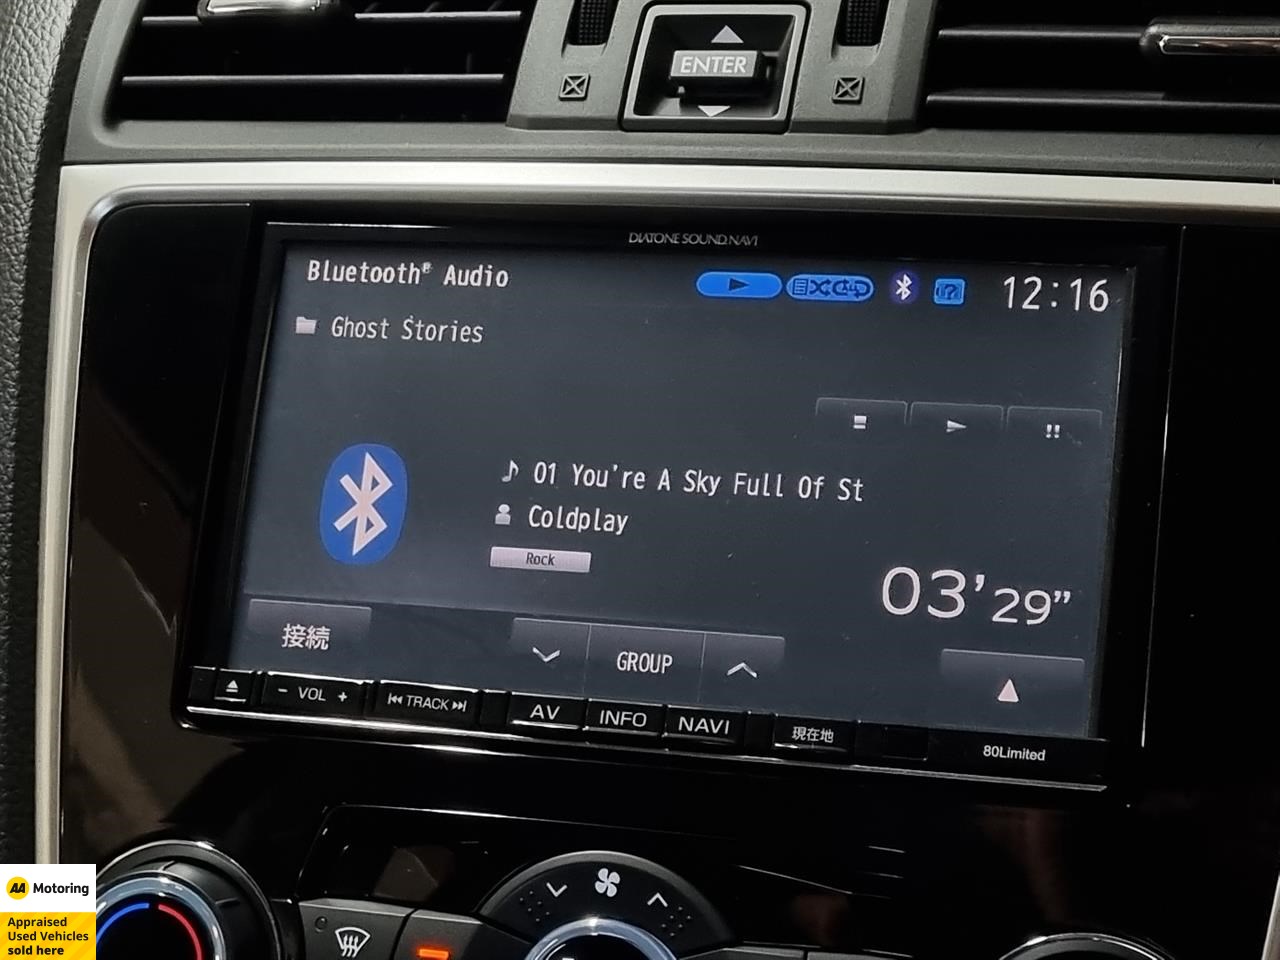 ENTER
DIATONE SOUND.NAVI
Bluetooth® Audio
12:16
Ghost Stories
01 You're A Sky Full Of St
Coldplay
Rock
03'29”
接続
GROUP
- VOL +
TRACK
AV
INFO
NAVI
現在地
80Limited
AA Motoring
Appraised
Used Vehicles
sold here